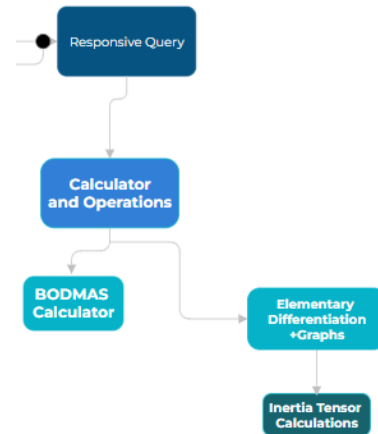 Responsive Query
Calculator
and Operations
BODMAS
Calculator
Elementary
Differentiation
+Graphs
Inertia Tensor
Calculations